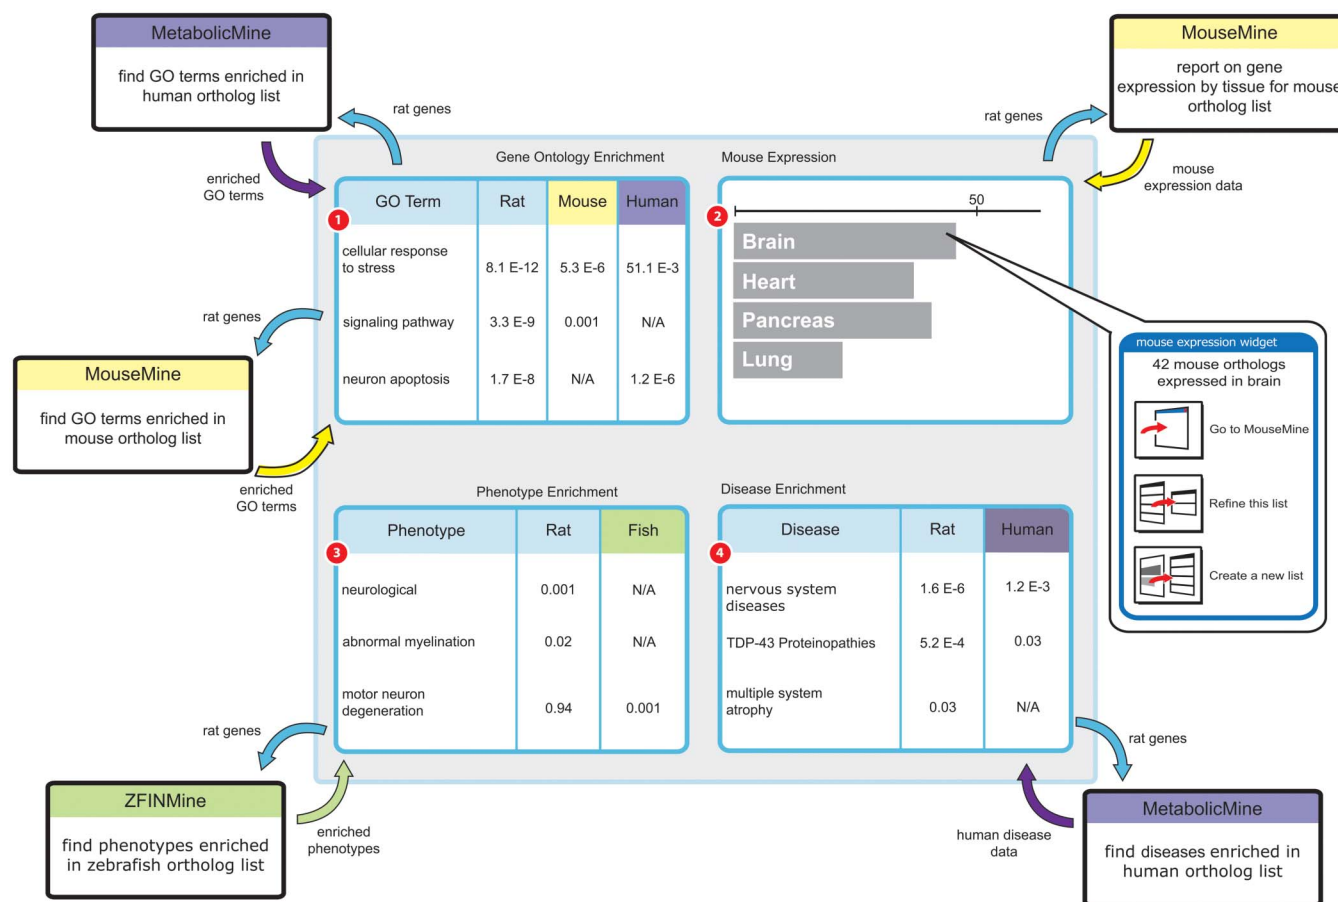 MetabolicMine
find GO terms enriched in
human ortholog list
MouseMine
report on gene
expression by tissue for mouse
ortholog list
rat genes
rat genes
enriched
GO terms
mouse
expression data
Gene Ontology Enrichment
GO Term Rat Mouse Human
1
cellular response
to stress 8.1 E-12 5.3 E-6 51.1 E-3
signaling pathway 3.3 E-9 0.001 N/A
neuron apoptosis 1.7 E-8 N/A 1.2 E-6
Mouse Expression
50
2
Brain
Heart
Pancreas
Lung
mouse expression widget
42 mouse orthologs
expressed in brain
Go to MouseMine
Refine this list
Create a new list
rat genes
MouseMine
find GO terms enriched in
mouse ortholog list
enriched
GO terms
Phenotype Enrichment
Phenotype Rat Fish
3
neurological 0.001 N/A
abnormal myelination 0.02 N/A
motor neuron
degeneration 0.94 0.001
Disease Enrichment
Disease Rat Human
4
nervous system
diseases 1.6 E-6 1.2 E-3
TDP-43 Proteinopathies 5.2 E-4 0.03
multiple system
atrophy 0.03 N/A
rat genes
ZFINMine
find phenotypes enriched
in zebrafish ortholog list
enriched
phenotypes
rat genes
human disease
data
MetabolicMine
find diseases enriched in
human ortholog list